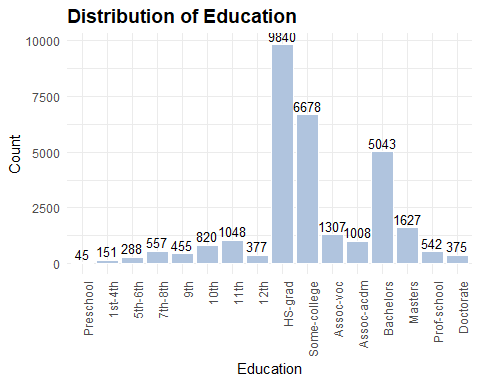 Distribution of Education
Count
10000
7500
5000
2500
0
45
151
288
557
455
820
1048
377
9840
6678
1307
1008
5043
1627
542
375
Preschool
1st-4th
5th-6th
7th-8th
9th
10th
11th
12th
HS-grad
Some-college
Assoc-voc
Assoc-acdm
Bachelors
Masters
Prof-school
Doctorate
Education